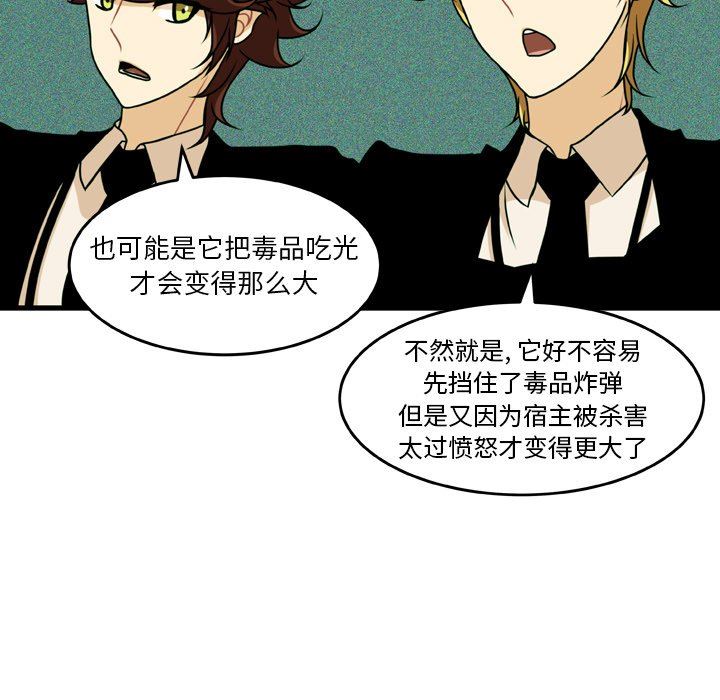 也可能是它把毒品吃光
才会变得那么大
不然就是, 它好不容易
先挡住了毒品炸弹
但是又因为宿主被杀害
太过愤怒才变得更大了